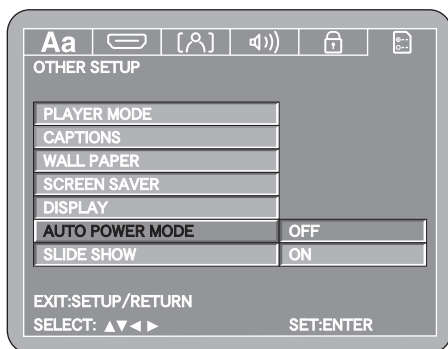 Aa
OTHER SETUP
PLAYER MODE
CAPTIONS
WALL PAPER
SCREEN SAVER
DISPLAY
AUTO POWER MODE OFF
SLIDE SHOW ON
EXIT:SETUP/RETURN
SELECT: ▲▼◀ ▶ SET:ENTER